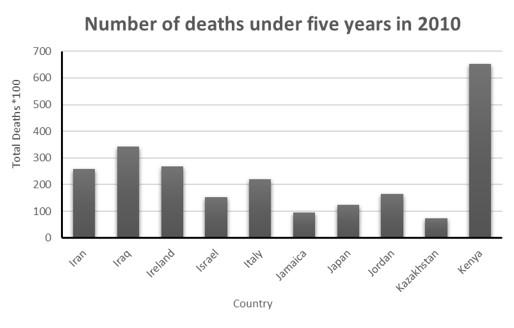 Number of deaths under five years in 2010
Total Deaths *100
700
600
500
400
300
200
100
0
Iran
Iraq
Ireland
Israel
Italy
Jamaica
Japan
Jordan
Kazakhstan
Kenya
Country